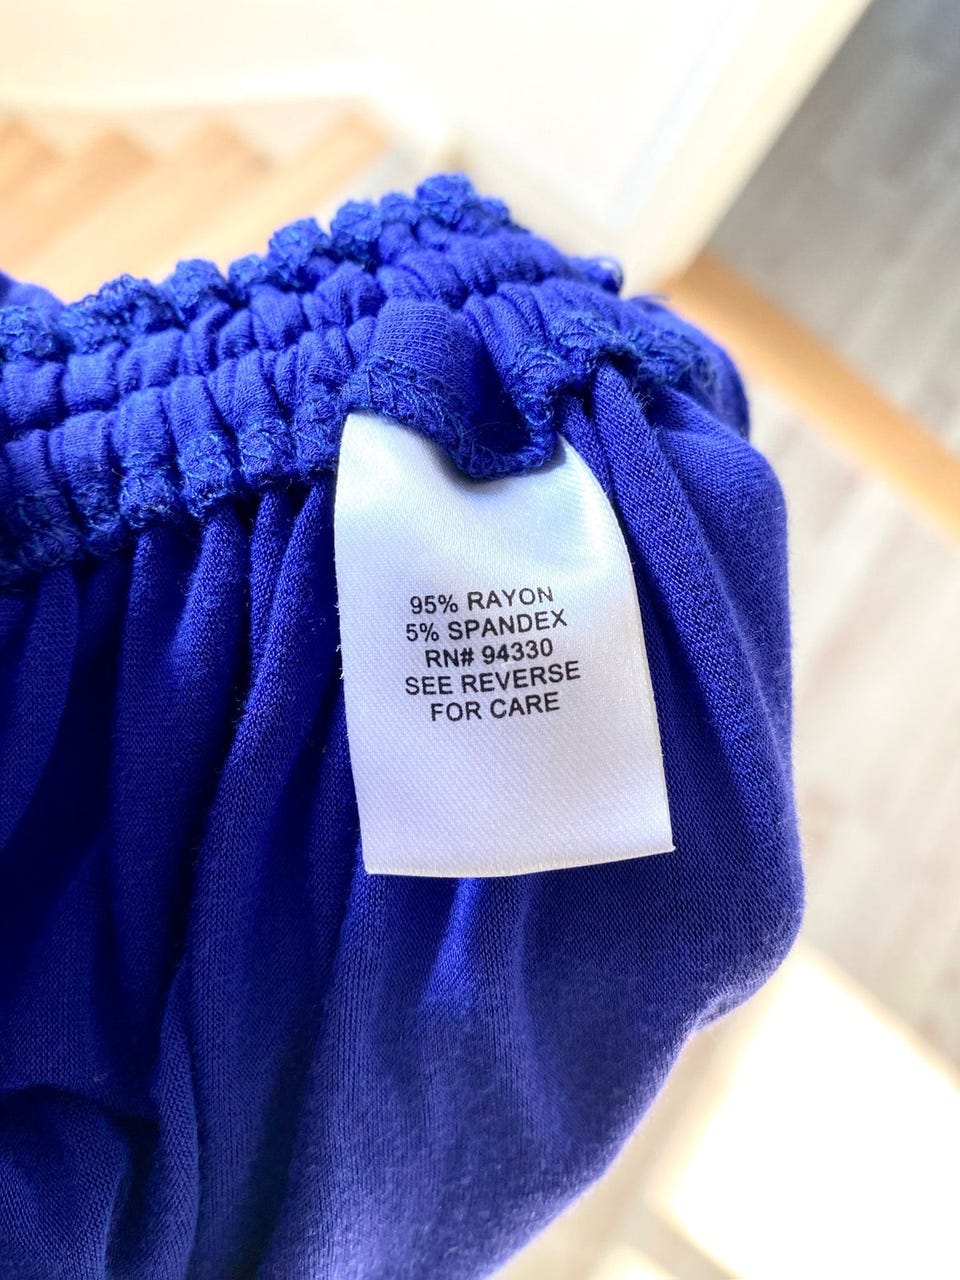 95% RAYON
5% SPANDEX
RN# 94330
SEE REVERSE
FOR CARE